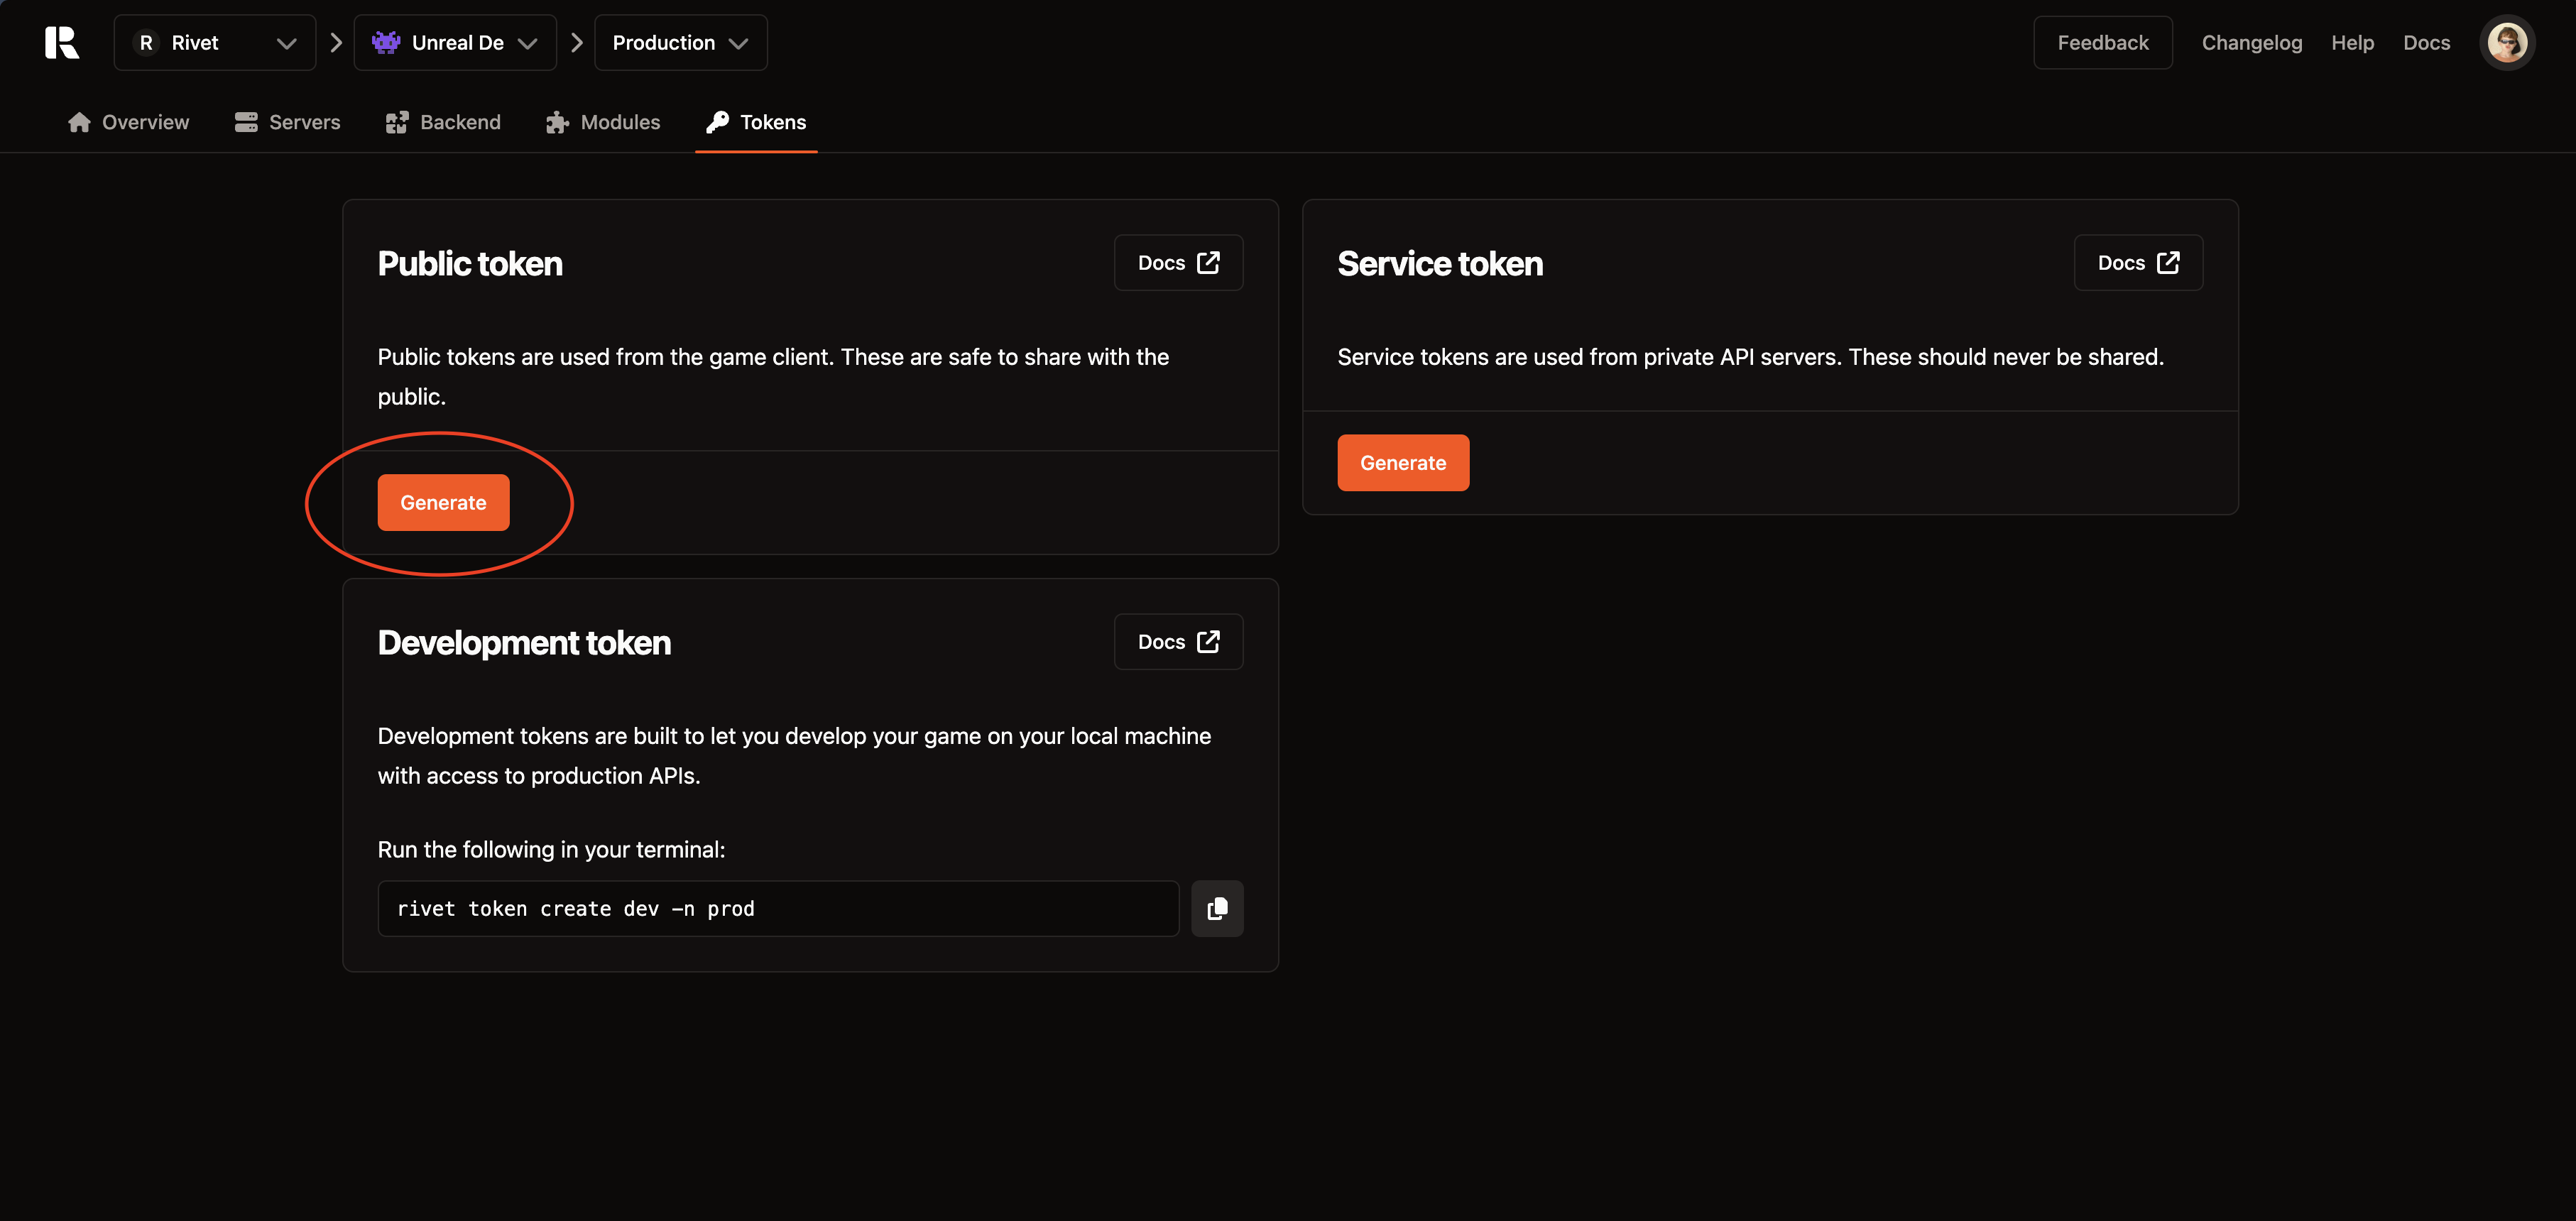 R Rivet
Unreal De
Production
Feedback
Changelog
Help
Docs
Overview
Servers
Backend
Modules
Tokens
Public token
Docs
Public tokens are used from the game client. These are safe to share with the
public.
Generate
Service token
Docs
Service tokens are used from private API servers. These should never be shared.
Generate
Development token
Docs
Development tokens are built to let you develop your game on your local machine
with access to production APIs.
Run the following in your terminal:
rivet token create dev -n prod